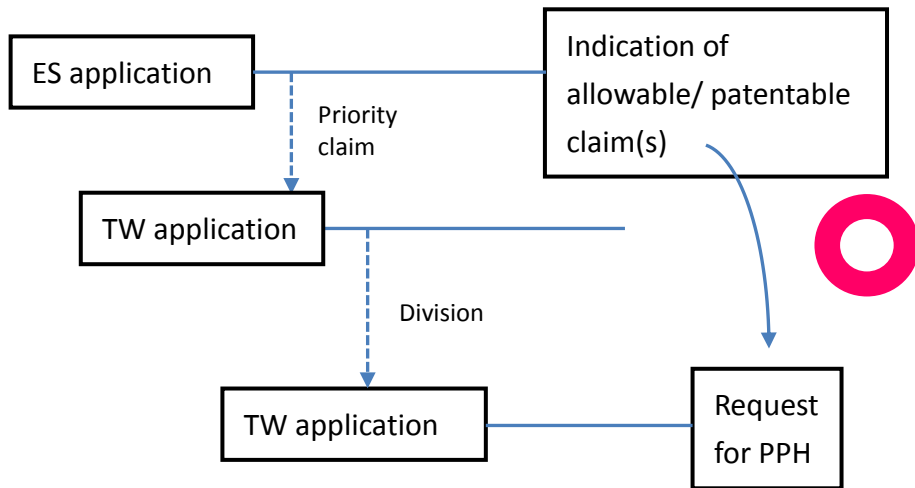 ES application
Indication of
allowable/ patentable
claim(s)
Priority
claim
TW application
Division
TW application
Request
for PPH